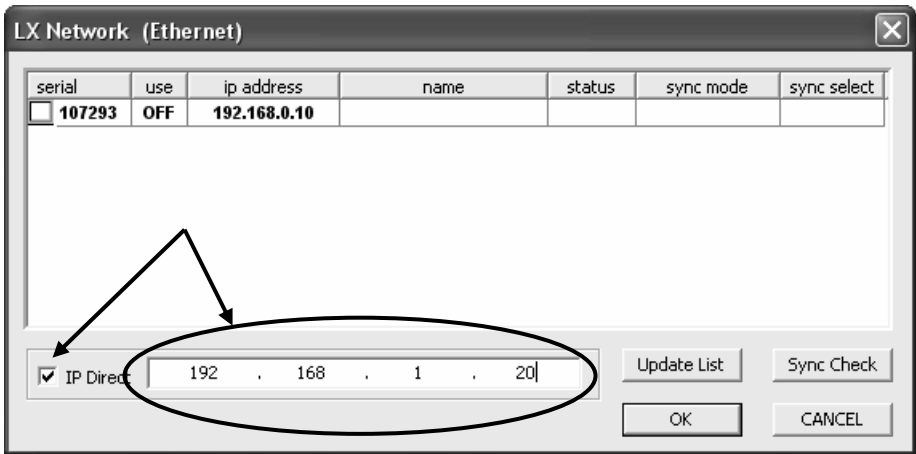 LX Network (Ethernet)
serial use ip address name status sync mode sync select
107293 OFF 192.168.0.10
IP Direct 192 . 168 . 1 . 20 Update List Sync Check
OK CANCEL